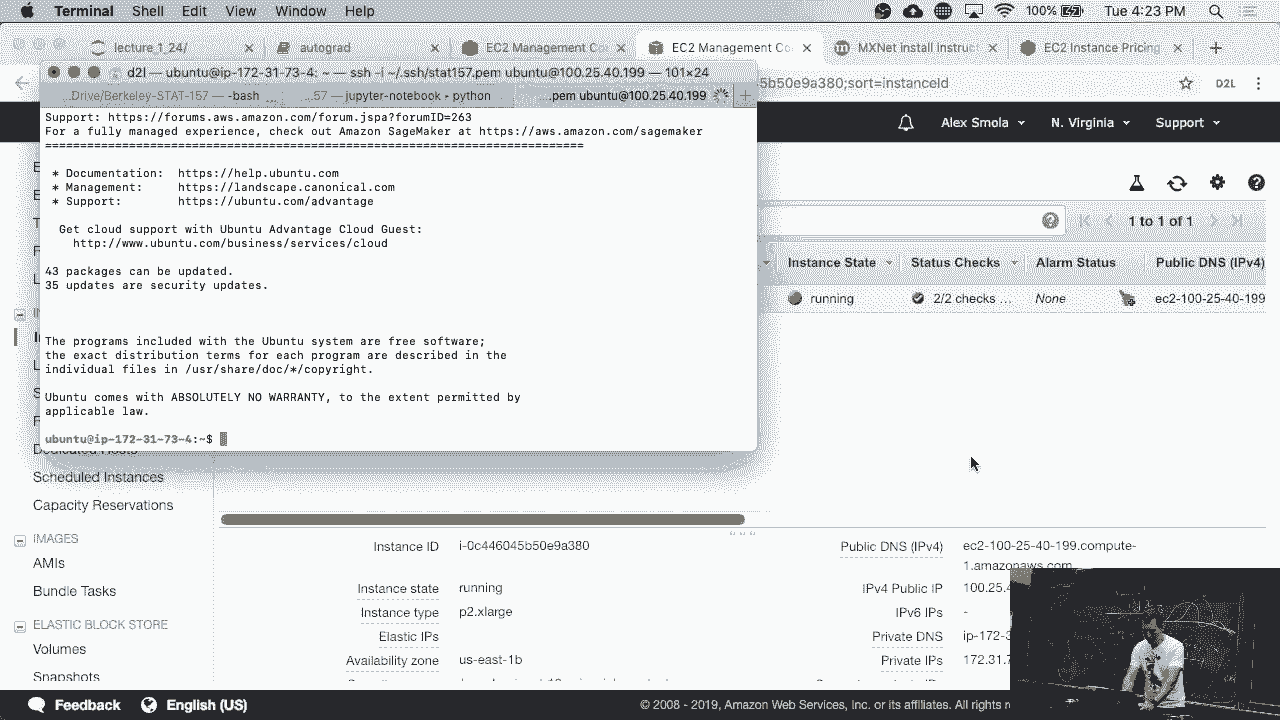 Terminal Shell Edit View Window Help 100% Tue 4:23 PM
lecture_1_24/ autograd EC2 Management Co EC2 Management Co MXNet Install Instruc EC2 Instance Pricing
d2l — ubuntu@ip-172-31-73-4: ~ — ssh -i ~/.ssh/stat157.pem ubuntu@100.25.40.199 — 101×24
5b50e9a380;sort=instanceId D2L
..Drive/Berkeley-STAT-157 — -bash ... ...57 — jupyter-notebook ▸ python .pem ubuntu@100.25.40.199
Alex Smola N. Virginia Support
Support: https://forums.aws.amazon.com/forum.jspa?forumID=263
For a fully managed experience, check out Amazon SageMaker at https://aws.amazon.com/sagemaker
=============================================================================
* Documentation: https://help.ubuntu.com
* Management: https://landscape.canonical.com
* Support: https://ubuntu.com/advantage
Get cloud support with Ubuntu Advantage Cloud Guest:
http://www.ubuntu.com/business/services/cloud
43 packages can be updated.
35 updates are security updates.
The programs included with the Ubuntu system are free software;
the exact distribution terms for each program are described in the
individual files in /usr/share/doc/*/copyright.
Ubuntu comes with ABSOLUTELY NO WARRANTY, to the extent permitted by
applicable law.
ubuntu@ip-172-31-73-4:~$
1 to 1 of 1
Instance State Status Checks Alarm Status Public DNS (IPv4)
running 2/2 checks ... None ec2-100-25-40-199
Dedicated Hosts
Scheduled Instances
Capacity Reservations
IMAGES
AMIs
Bundle Tasks
ELASTIC BLOCK STORE
Volumes
Snapshots
Instance ID i-0c446045b50e9a380 Public DNS (IPv4) ec2-100-25-40-199.compute-
1.amazonaws.com
Instance state running IPv4 Public IP 100.25.4
Instance type p2.xlarge IPv6 IPs -
Elastic IPs Private DNS ip-172-3
Availability zone us-east-1b Private IPs 172.31.7
Feedback English (US) © 2008 - 2019, Amazon Web Services, Inc. or its affiliates. All rights r